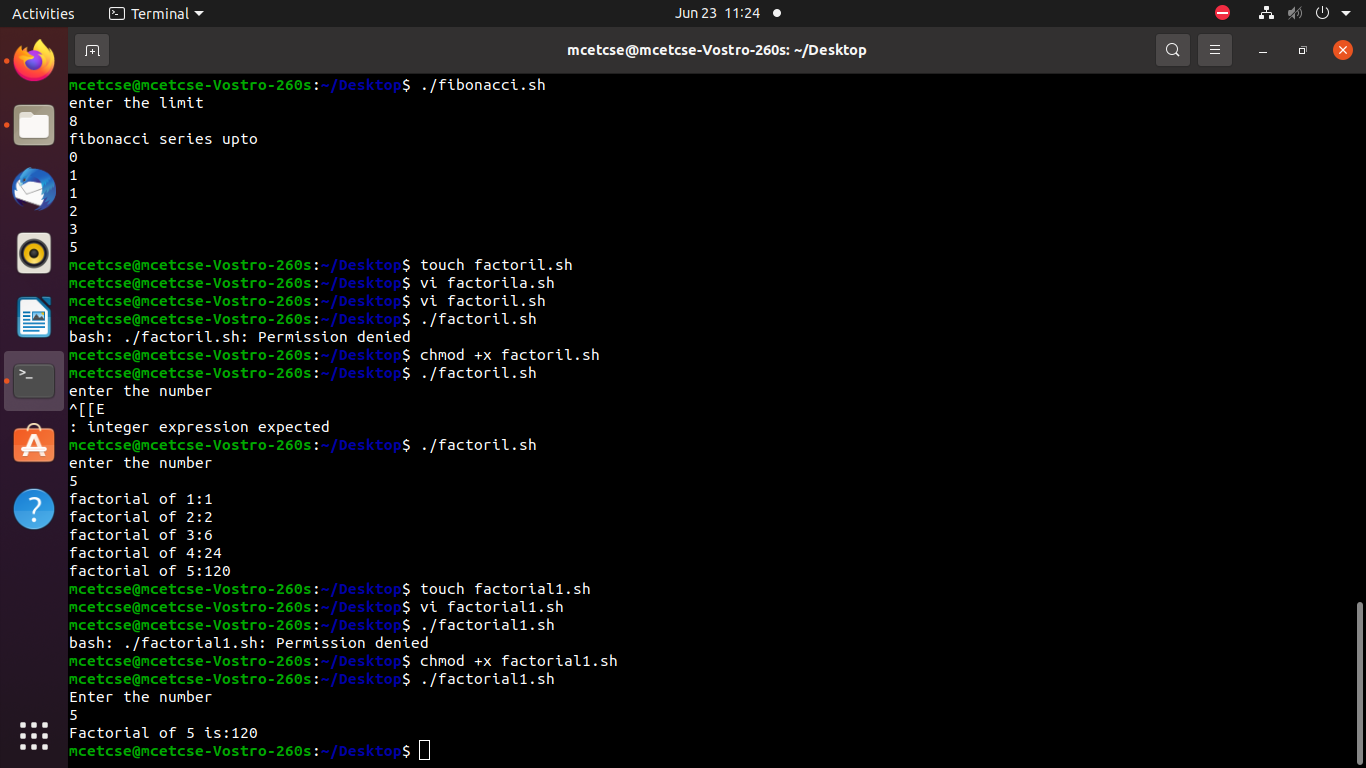 Activities
Terminal
Jun 23 11:24
mcetcse@mcetcse-Vostro-260s: ~/Desktop
mcetcse@mcetcse-Vostro-260s:~/Desktop$ ./fibonacci.sh
enter the limit
8
fibonacci series upto
0
1
1
2
3
5
mcetcse@mcetcse-Vostro-260s:~/Desktop$ touch factoril.sh
mcetcse@mcetcse-Vostro-260s:~/Desktop$ vi factorila.sh
mcetcse@mcetcse-Vostro-260s:~/Desktop$ vi factoril.sh
mcetcse@mcetcse-Vostro-260s:~/Desktop$ ./factoril.sh
bash: ./factoril.sh: Permission denied
mcetcse@mcetcse-Vostro-260s:~/Desktop$ chmod +x factoril.sh
mcetcse@mcetcse-Vostro-260s:~/Desktop$ ./factoril.sh
enter the number
^[[E
: integer expression expected
mcetcse@mcetcse-Vostro-260s:~/Desktop$ ./factoril.sh
enter the number
5
factorial of 1:1
factorial of 2:2
factorial of 3:6
factorial of 4:24
factorial of 5:120
mcetcse@mcetcse-Vostro-260s:~/Desktop$ touch factorial1.sh
mcetcse@mcetcse-Vostro-260s:~/Desktop$ vi factorial1.sh
mcetcse@mcetcse-Vostro-260s:~/Desktop$ ./factorial1.sh
bash: ./factorial1.sh: Permission denied
mcetcse@mcetcse-Vostro-260s:~/Desktop$ chmod +x factorial1.sh
mcetcse@mcetcse-Vostro-260s:~/Desktop$ ./factorial1.sh
Enter the number
5
Factorial of 5 is:120
mcetcse@mcetcse-Vostro-260s:~/Desktop$